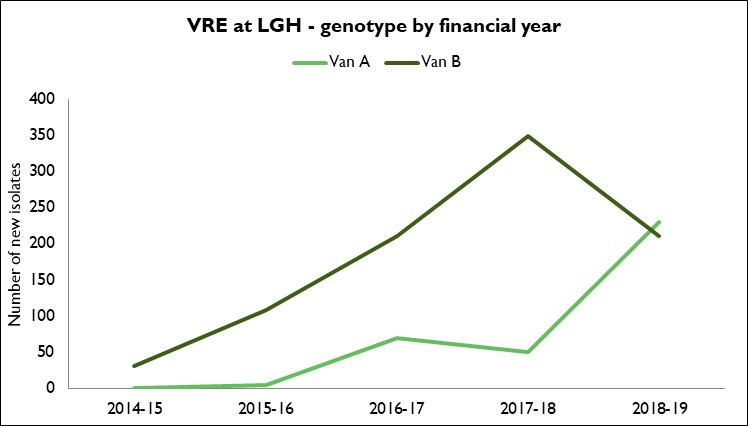 VRE at LGH - genotype by financial year
Van A Van B
Number of new isolates
400
350
300
250
200
150
100
50
0
2014-15 2015-16 2016-17 2017-18 2018-19